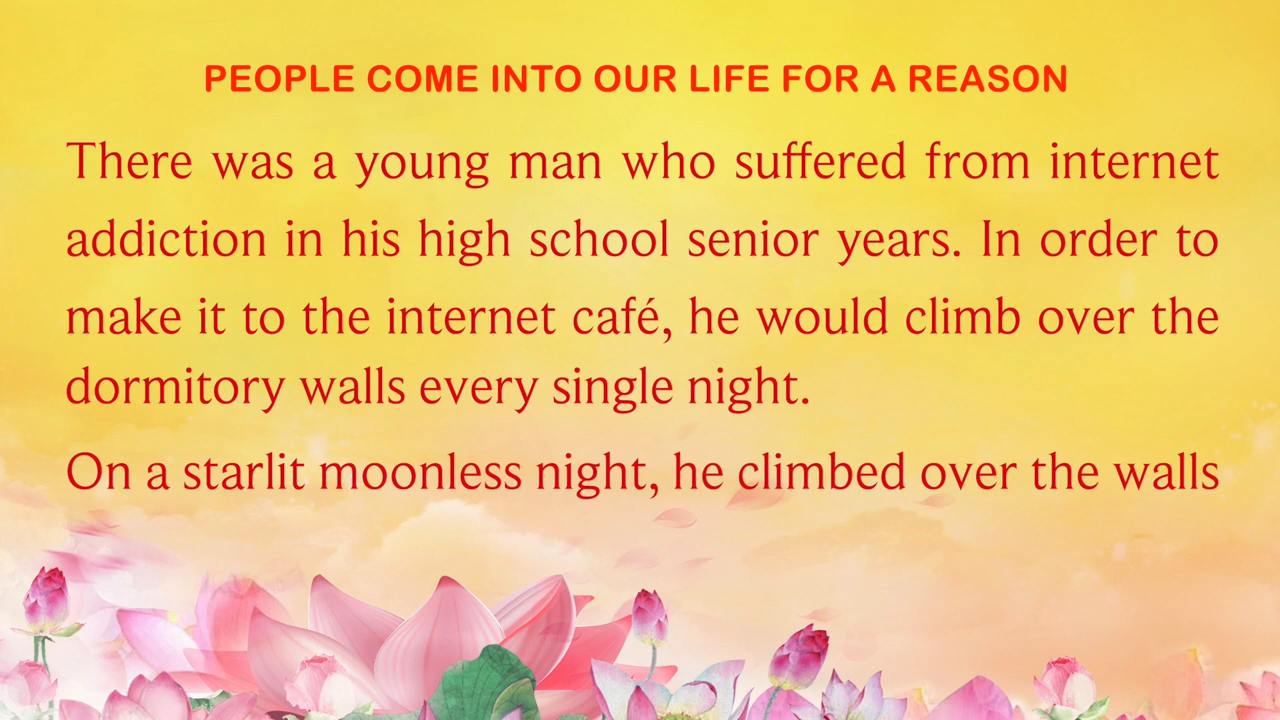 PEOPLE COME INTO OUR LIFE FOR A REASON
There was a young man who suffered from internet
addiction in his high school senior years. In order to
make it to the internet café, he would climb over the
dormitory walls every single night.
On a starlit moonless night, he climbed over the walls